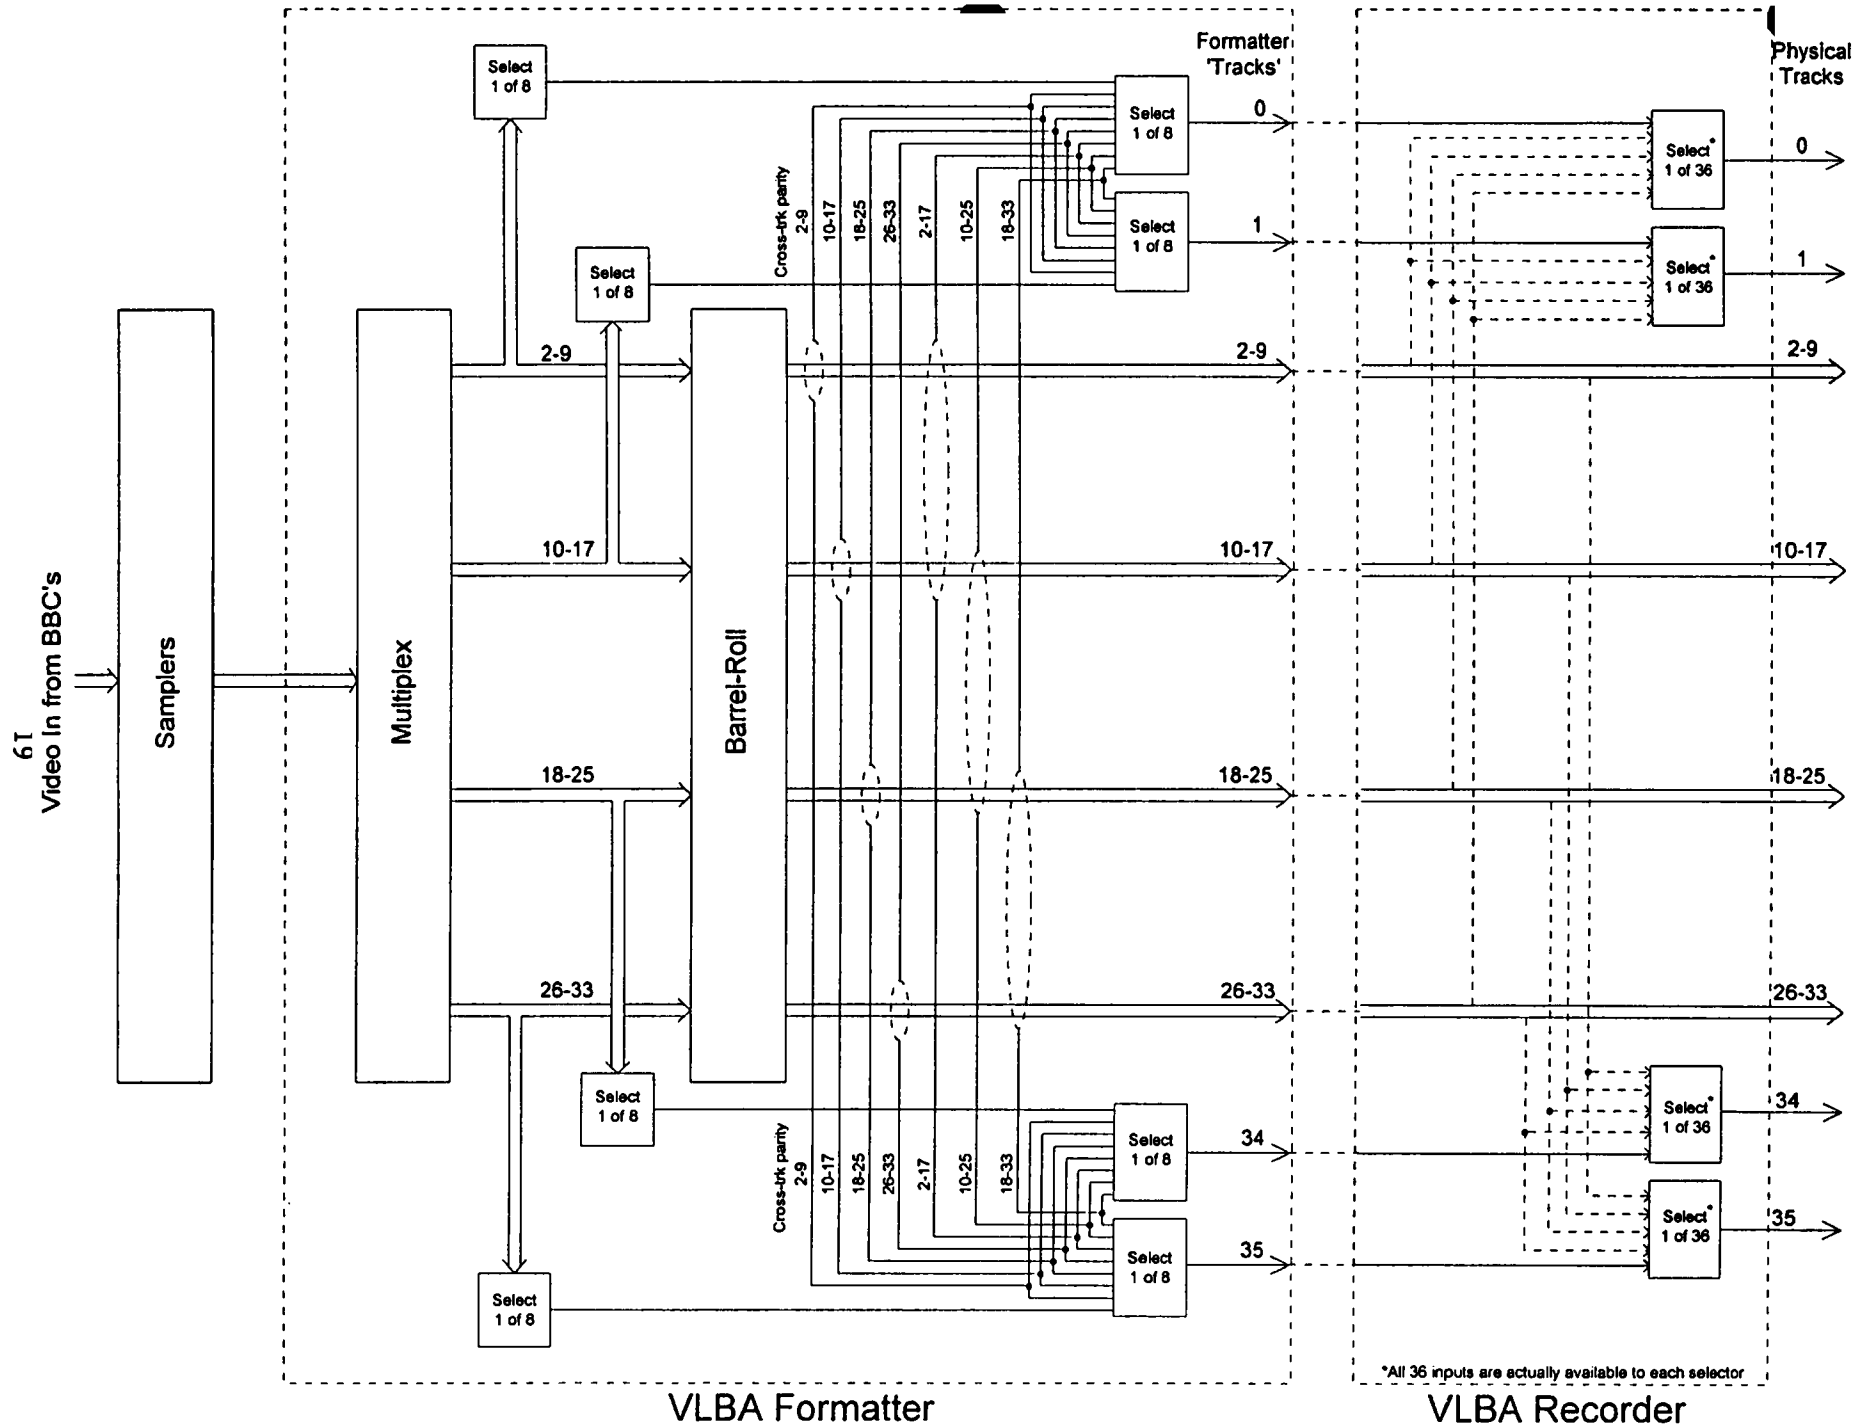 Formatter
'Tracks'
Physical
Tracks
Select
1 of 8
Select
1 of 8
0
Select*
1 of 36
0
Cross-trk parity
2-9
10-17
18-25
26-33
2-17
10-25
18-33
Select
1 of 8
1
Select*
1 of 36
1
Select
1 of 8
2-9
2-9
2-9
10-17
10-17
10-17
19
Video In from BBC's
Samplers
Multiplex
Barrel-Roll
18-25
18-25
18-25
26-33
26-33
26-33
Select
1 of 8
Cross-trk parity
2-9
10-17
18-25
26-33
2-17
10-25
18-33
Select
1 of 8
34
Select*
1 of 36
34
Select
1 of 8
35
Select*
1 of 36
35
Select
1 of 8
*All 36 inputs are actually available to each selector
VLBA Formatter
VLBA Recorder